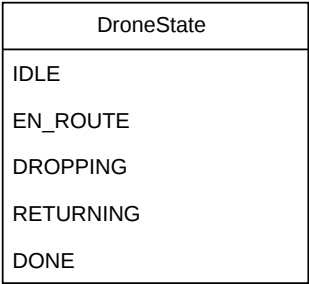 DroneState
IDLE
EN_ROUTE
DROPPING
RETURNING
DONE